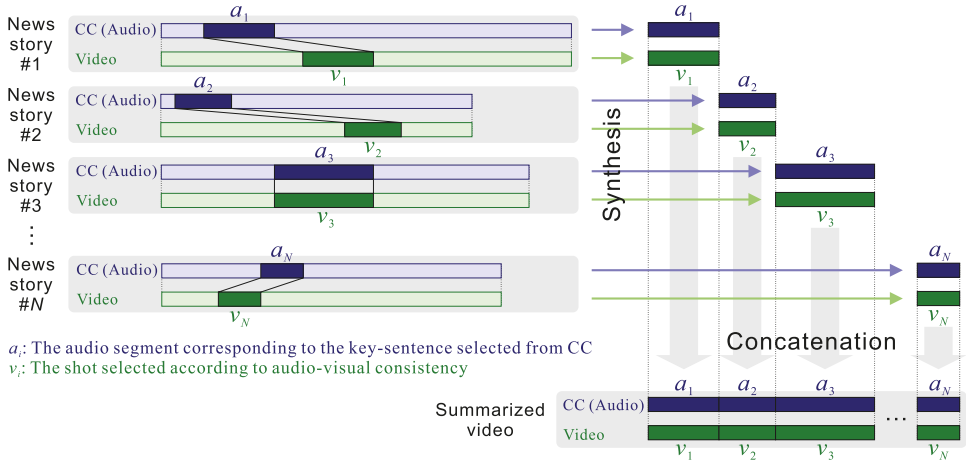 News story #1
CC (Audio)
Video
a1
v1
News story #2
CC (Audio)
Video
a2
v2
News story #3
CC (Audio)
Video
a3
v3
⋮
News story #N
CC (Audio)
Video
aN
vN
Synthesis
a1
v1
a2
v2
a3
v3
aN
vN
ai: The audio segment corresponding to the key-sentence selected from CC
vi: The shot selected according to audio-visual consistency
Concatenation
Summarized video
CC (Audio)
Video
a1 a2 a3 ... aN
v1 v2 v3 vN